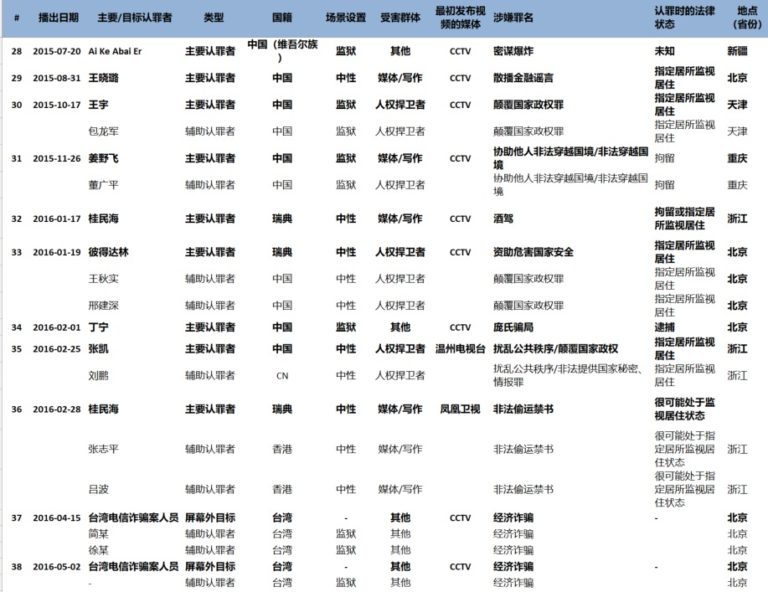 # 播出日期 主要/目标认罪者 类型 国籍 场景设置 受害群体 最初发布视频的媒体 涉嫌罪名 认罪时的法律状态 地点（省份）
28 2015-07-20 Ai Ke Abai Er 主要认罪者 中国（维吾尔族） 监狱 其他 CCTV 密谋爆炸 未知 新疆
29 2015-08-31 王晓璐 主要认罪者 中国 中性 媒体/写作 CCTV 散播金融谣言 指定居所监视居住 北京
30 2015-10-17 王宇 主要认罪者 中国 监狱 人权捍卫者 CCTV 颠覆国家政权罪 指定居所监视居住 天津
包龙军 辅助认罪者 中国 监狱 人权捍卫者 颠覆国家政权罪 指定居所监视居住 天津
31 2015-11-26 姜野飞 主要认罪者 中国 监狱 媒体/写作 CCTV 协助他人非法穿越国境/非法穿越国境 拘留 重庆
董广平 辅助认罪者 中国 监狱 人权捍卫者 协助他人非法穿越国境/非法穿越国境 拘留 重庆
32 2016-01-17 桂民海 主要认罪者 瑞典 中性 媒体/写作 CCTV 酒驾 拘留或指定居所监视居住 浙江
33 2016-01-19 彼得达林 主要认罪者 瑞典 中性 人权捍卫者 CCTV 资助危害国家安全 指定居所监视居住 北京
王秋实 辅助认罪者 中国 中性 人权捍卫者 颠覆国家政权罪 指定居所监视居住 北京
邢建深 辅助认罪者 中国 中性 人权捍卫者 颠覆国家政权罪 指定居所监视居住 北京
34 2016-02-01 丁宁 主要认罪者 中国 监狱 其他 CCTV 庞氏骗局 逮捕 北京
35 2016-02-25 张凯 主要认罪者 中国 中性 人权捍卫者 温州电视台 扰乱公共秩序/颠覆国家政权 指定居所监视居住 浙江
刘鹏 辅助认罪者 CN 中性 人权捍卫者 扰乱公共秩序/非法提供国家秘密、情报罪 指定居所监视居住 浙江
36 2016-02-28 桂民海 主要认罪者 瑞典 中性 媒体/写作 凤凰卫视 非法偷运禁书 很可能处于监视居住状态
张志平 辅助认罪者 香港 中性 媒体/写作 非法偷运禁书 很可能处于指定居所监视居住状态 浙江
吕波 辅助认罪者 香港 中性 媒体/写作 非法偷运禁书 很可能处于指定居所监视居住状态 浙江
37 2016-04-15 台湾电信诈骗案人员 屏幕外目标 台湾 - 其他 CCTV 经济诈骗 - 北京
简某 辅助认罪者 台湾 监狱 其他 经济诈骗 北京
徐某 辅助认罪者 台湾 监狱 其他 经济诈骗 北京
38 2016-05-02 台湾电信诈骗案人员 屏幕外目标 台湾 - 其他 CCTV 经济诈骗 - 北京
- 辅助认罪者 台湾 监狱 其他 经济诈骗 北京